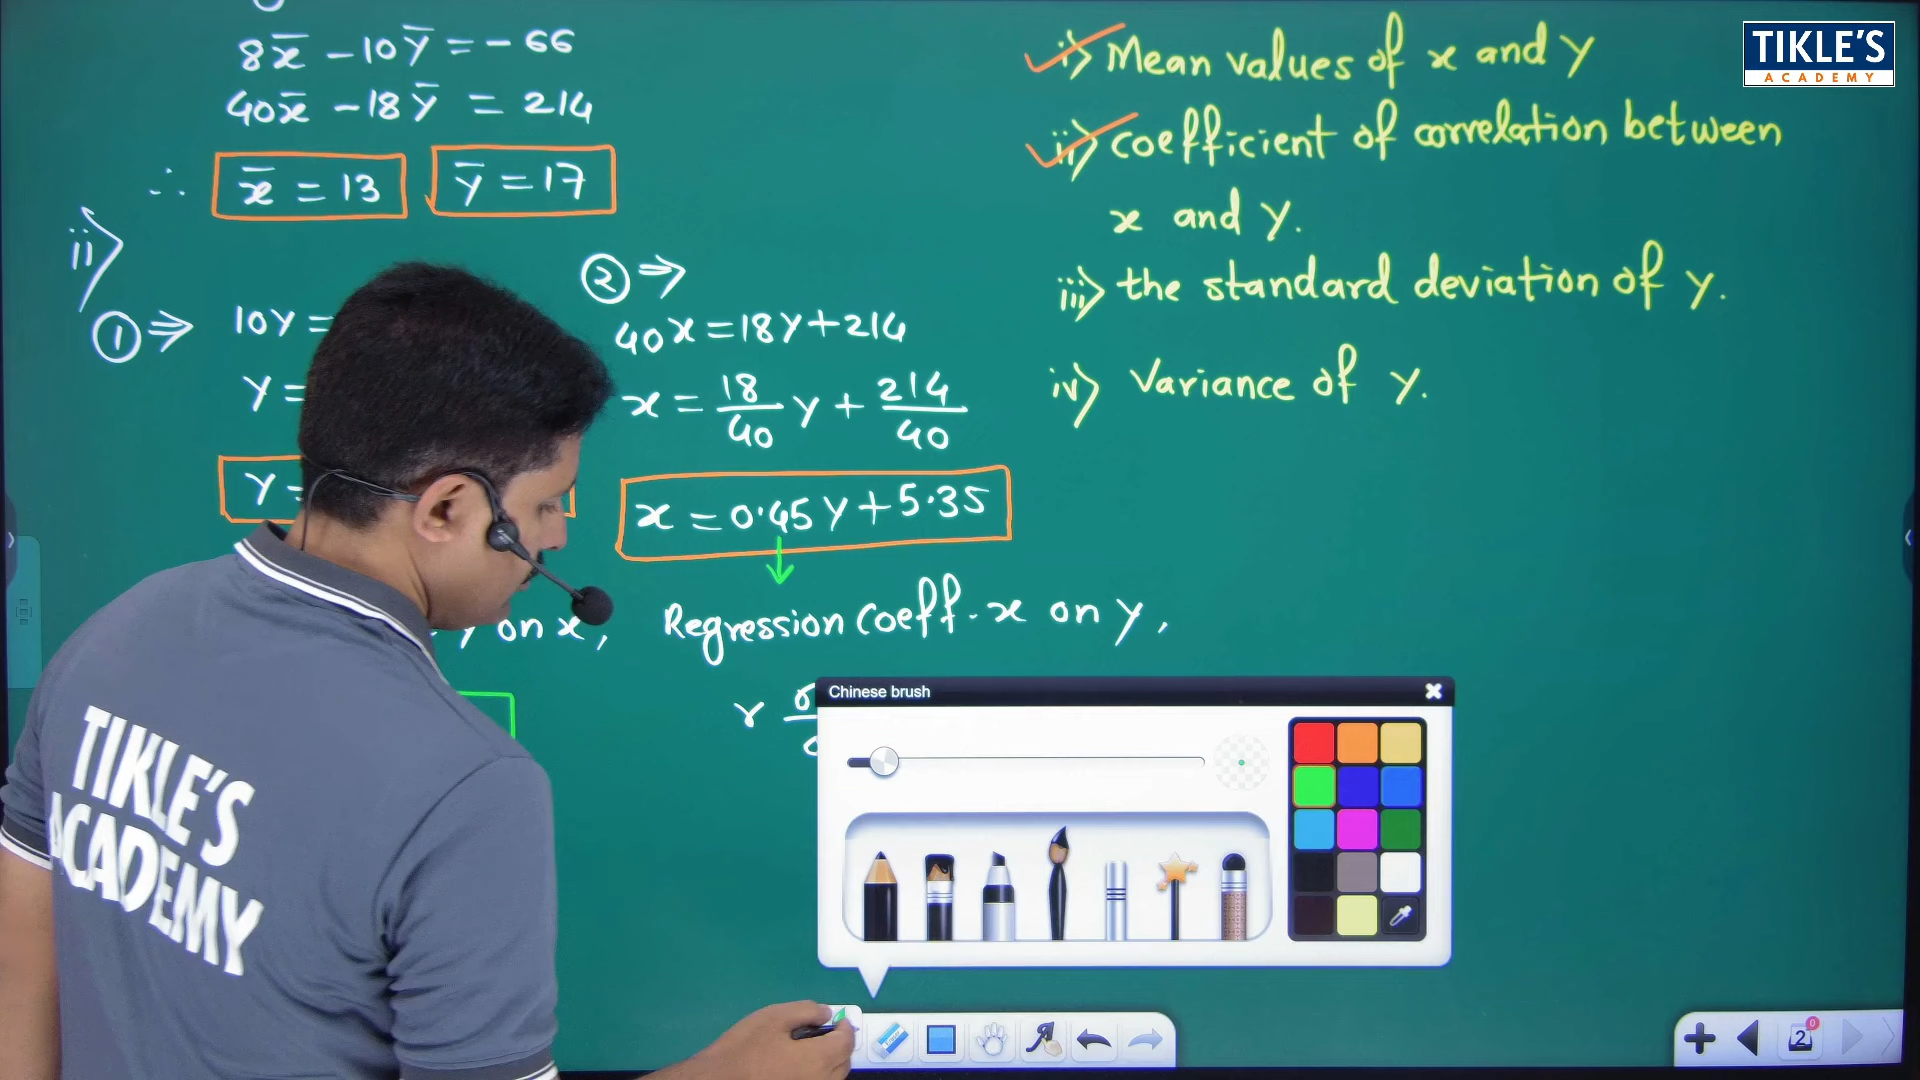 8x̄ - 10ȳ = - 66
40x̄ - 18ȳ = 214
∴ x̄ = 13 ȳ = 17
ii>
① ⇒ 10y =
y =
y =
② ⇒
40x = 18y + 214
x = 18/40 y + 214/40
x = 0.45y + 5.35
y on x,
Regression Coeff. x on y,
r
i> Mean values of x and y
ii> coefficient of correlation between
x and y.
iii> the standard deviation of y.
iv> Variance of y.
TIKLE'S
ACADEMY
Chinese brush
TIKLE'S
ACADEMY
2
0